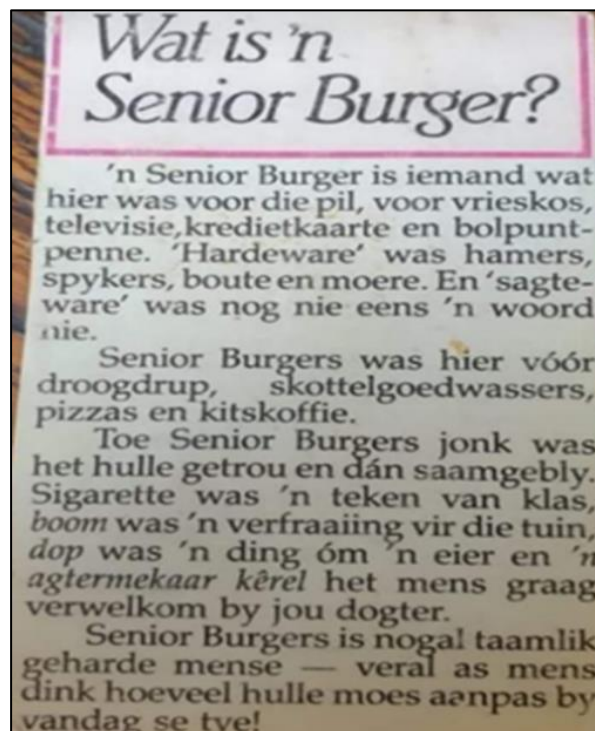 Wat is 'n
Senior Burger?
'n Senior Burger is iemand wat
hier was voor die pil, voor vrieskos,
televisie,kredietkaarte en bolpunt-
penne. 'Hardeware' was hamers,
spykers, boute en moere. En 'sagte-
ware' was nog nie eens 'n woord
nie.
Senior Burgers was hier vóór
droogdrup, skottelgoedwassers,
pizzas en kitskoffie.
Toe Senior Burgers jonk was
het hulle getrou en dán saamgebly.
Sigarette was 'n teken van klas,
boom was 'n verfraaiing vir die tuin,
dop was 'n ding óm 'n eier en 'n
agtermekaar kêrel het mens graag
verwelkom by jou dogter.
Senior Burgers is nogal taamlik
geharde mense — veral as mens
dink hoeveel hulle moes aanpas by
vandag se tye!